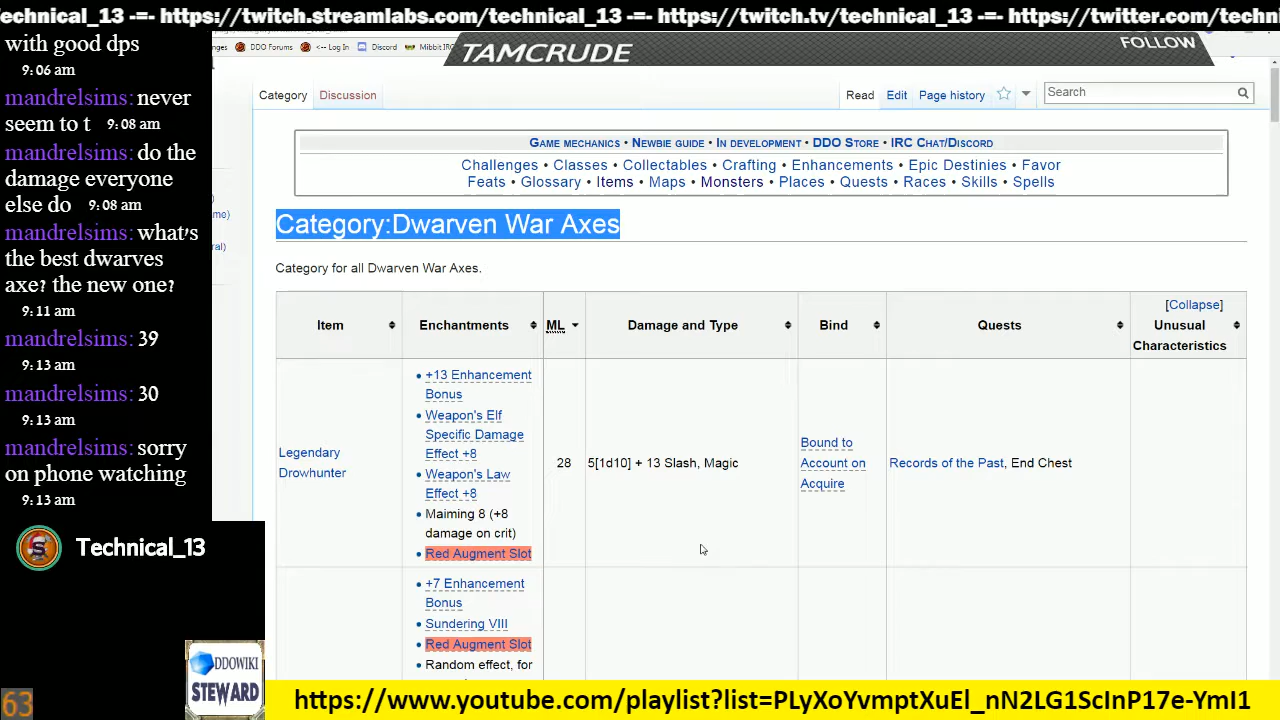 Technical_13 -=- https://twitch.streamlabs.com/technical_13 -=- https://twitch.tv/technical_13 -=- https://twitter.com/techni
with good dps
9:06 am
mandrelsims: never
seem to t 9:08 am
mandrelsims: do the
damage everyone
else do 9:08 am
mandrelsims: what's
the best dwarves
axe? the new one?
9:11 am
mandrelsims: 39
9:13 am
mandrelsims: 30
9:13 am
mandrelsims: sorry
on phone watching
9:13 am
Technical_13
DDOWIKI
STEWARD
63
DDO Forums
<-- Log In
Discord
Mibbit IRC
TAMCRUDE
FOLLOW
Category Discussion Read Edit Page history Search
Game mechanics • Newbie guide • In development • DDO Store • IRC Chat/Discord
Challenges • Classes • Collectables • Crafting • Enhancements • Epic Destinies • Favor
Feats • Glossary • Items • Maps • Monsters • Places • Quests • Races • Skills • Spells
Category:Dwarven War Axes
Category for all Dwarven War Axes.
[Collapse]
Item Enchantments ML Damage and Type Bind Quests Unusual
Characteristics
Legendary
Drowhunter
+13 Enhancement
Bonus
Weapon's Elf
Specific Damage
Effect +8
Weapon's Law
Effect +8
Maiming 8 (+8
damage on crit)
Red Augment Slot
28
5[1d10] + 13 Slash, Magic
Bound to
Account on
Acquire
Records of the Past, End Chest
+7 Enhancement
Bonus
Sundering VIII
Red Augment Slot
Random effect, for
https://www.youtube.com/playlist?list=PLyXoYvmptXuEl_nN2LG1ScInP17e-YmI1